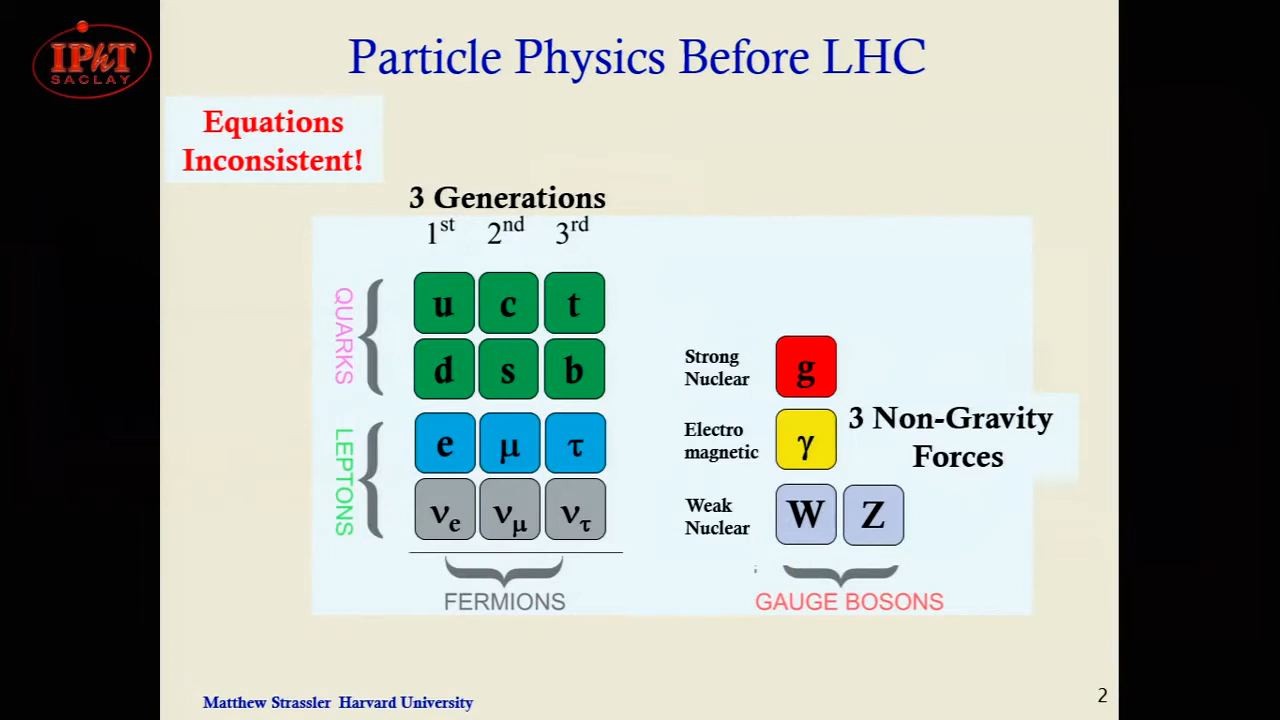 IPhT
SACLAY
Particle Physics Before LHC
Equations
Inconsistent!
3 Generations
1st 2nd 3rd
QUARKS
u c t
d s b
LEPTONS
e μ τ
νe νμ ντ
FERMIONS
Strong
Nuclear
g
Electro
magnetic
γ
3 Non-Gravity
Forces
Weak
Nuclear
W Z
GAUGE BOSONS
Matthew Strassler Harvard University
2